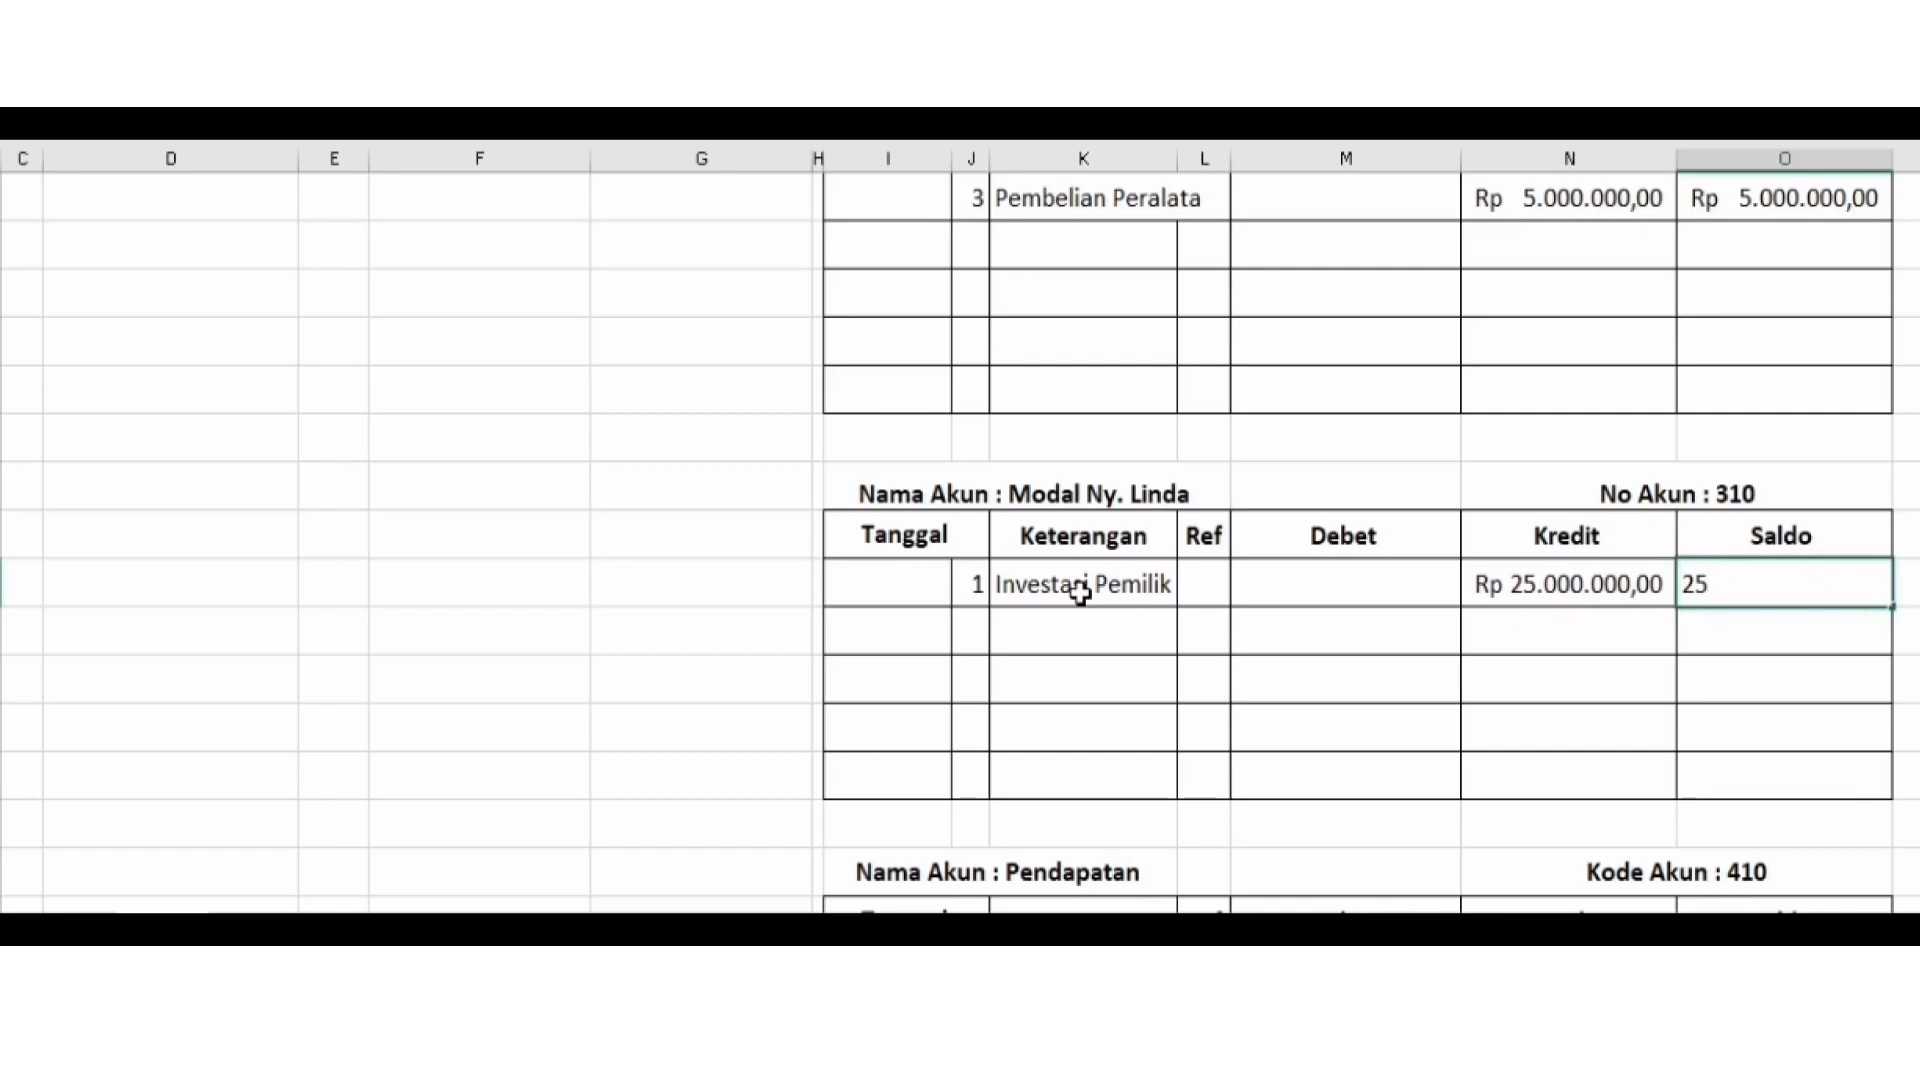 C D E F G H I J K L M N O
3 Pembelian Peralata Rp 5.000.000,00 Rp 5.000.000,00
Nama Akun : Modal Ny. Linda No Akun : 310
Tanggal Keterangan Ref Debet Kredit Saldo
1 Investasi Pemilik Rp 25.000.000,00 25
Nama Akun : Pendapatan Kode Akun : 410